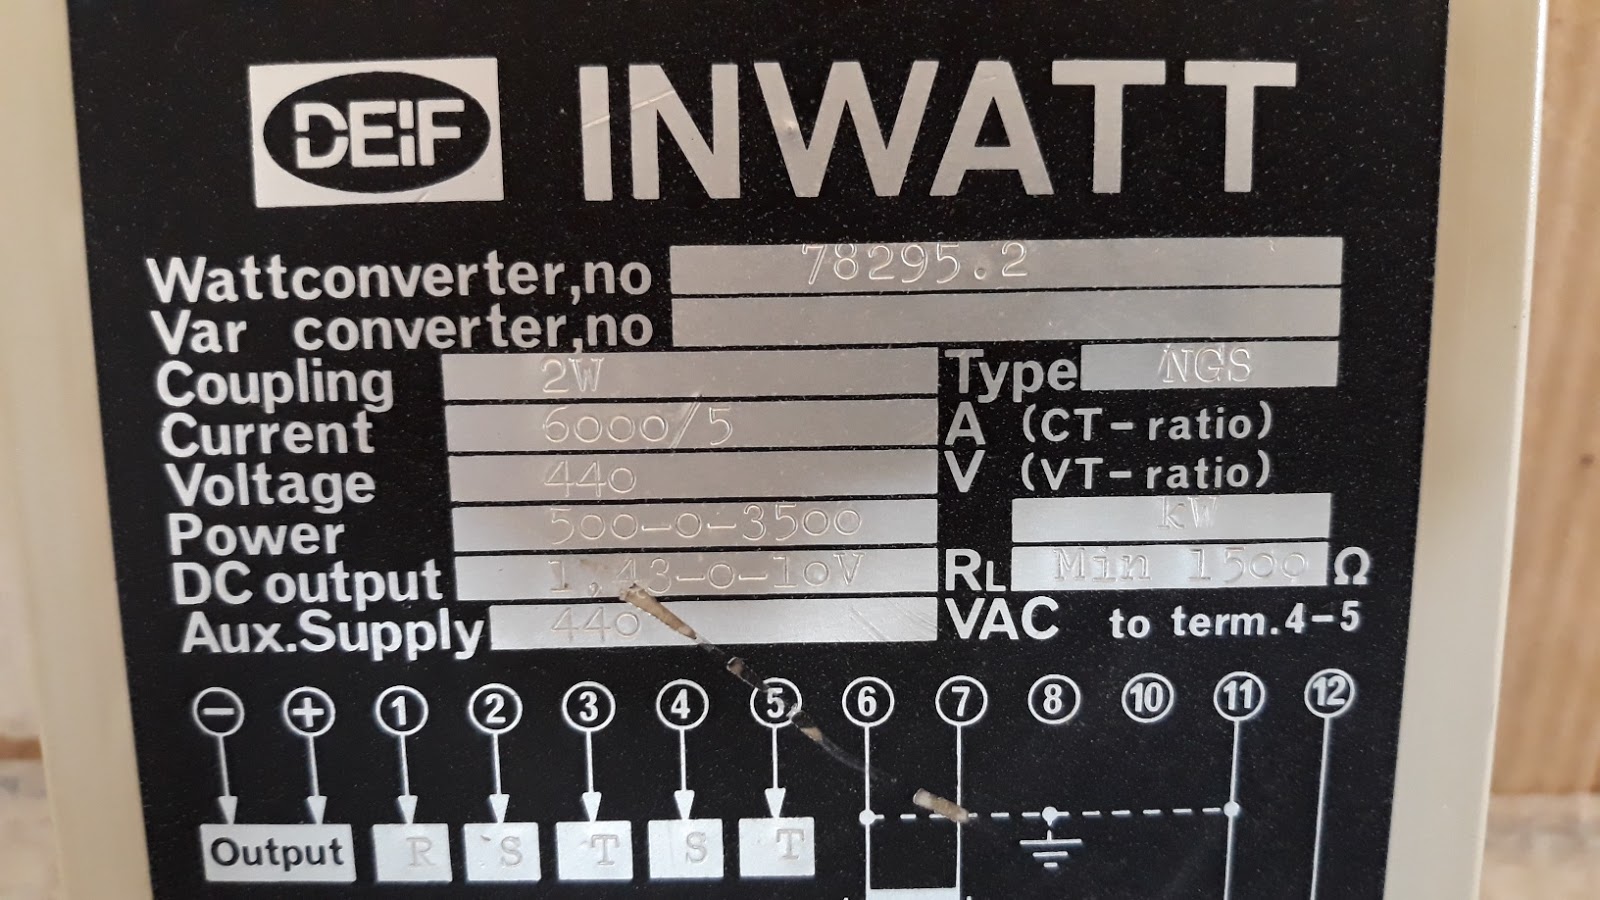 DEIF INWATT
Wattconverter,no 78295.2
Var converter,no
Coupling 2W Type NGS
Current 6000/5 A (CT-ratio)
Voltage 440 V (VT-ratio)
Power 500-0-3500 kW
DC output 1,43-0-10V RL Min 1500 Ω
Aux.Supply 440 VAC to term.4-5
− + 1 2 3 4 5 6 7 8 10 11 12
Output R S T S T